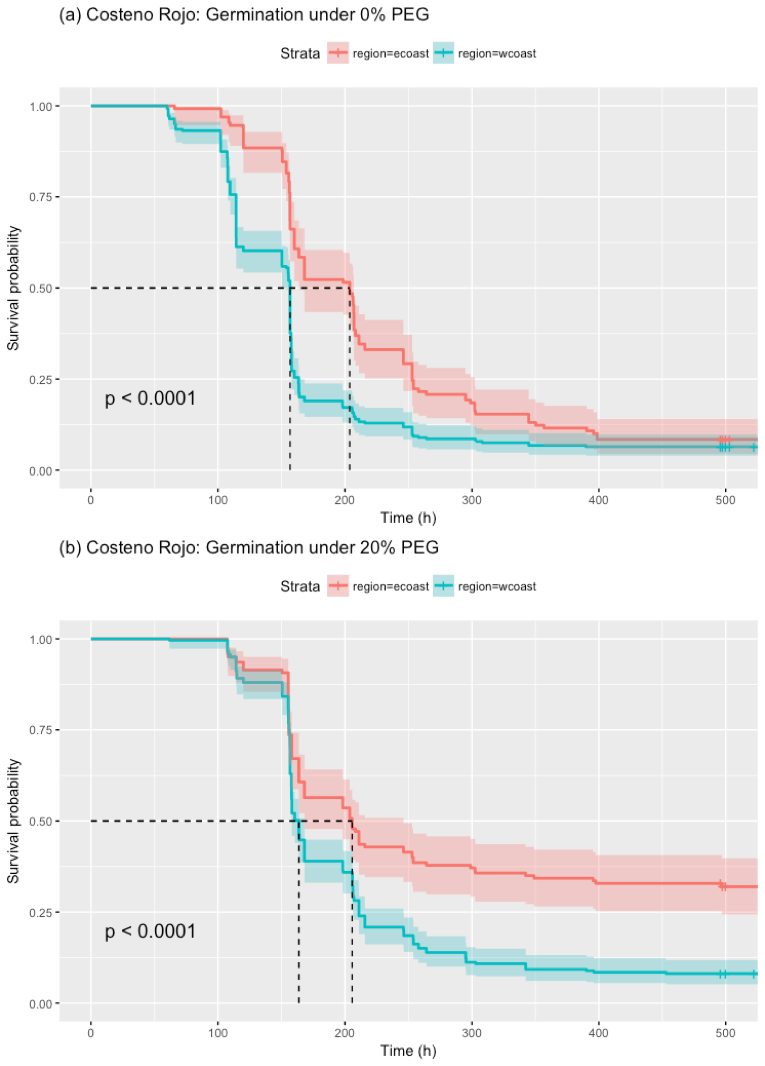 (a) Costeno Rojo: Germination under 0% PEG
Strata region=ecoast region=wcoast
1.00
0.75
0.50
0.25
0.00
Survival probability
p < 0.0001
0 100 200 300 400 500
Time (h)
(b) Costeno Rojo: Germination under 20% PEG
Strata region=ecoast region=wcoast
1.00
0.75
0.50
0.25
0.00
Survival probability
p < 0.0001
0 100 200 300 400 500
Time (h)